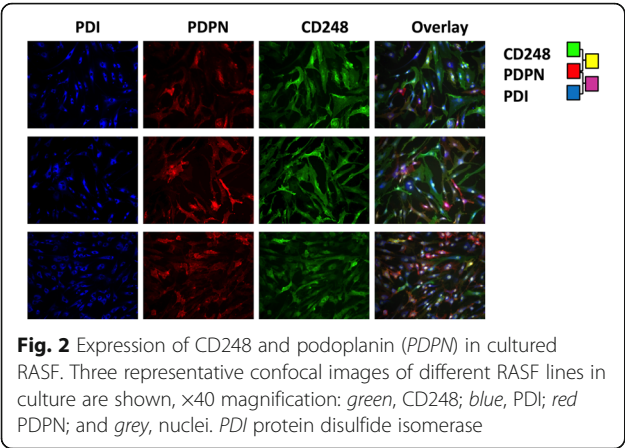 PDI PDPN CD248 Overlay
CD248
PDPN
PDI
Fig. 2 Expression of CD248 and podoplanin (PDPN) in cultured
RASF. Three representative confocal images of different RASF lines in
culture are shown, ×40 magnification: green, CD248; blue, PDI; red
PDPN; and grey, nuclei. PDI protein disulfide isomerase